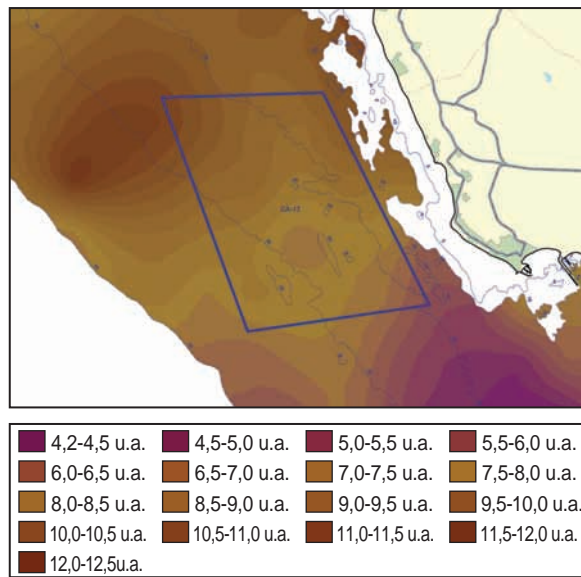 4,2-4,5 u.a. 4,5-5,0 u.a. 5,0-5,5 u.a. 5,5-6,0 u.a.
6,0-6,5 u.a. 6,5-7,0 u.a. 7,0-7,5 u.a. 7,5-8,0 u.a.
8,0-8,5 u.a. 8,5-9,0 u.a. 9,0-9,5 u.a. 9,5-10,0 u.a.
10,0-10,5 u.a. 10,5-11,0 u.a. 11,0-11,5 u.a. 11,5-12,0 u.a.
12,0-12,5u.a.